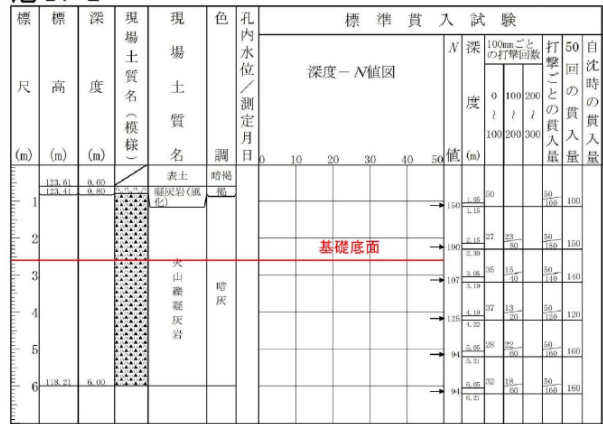 標尺 (m)
標高 (m)
深度 (m)
現場土質名(模様)
現場土質名
色調
孔内水位／測定月日
標準貫入試験
深度－N値図
0 10 20 30 40 50
N値
深度 (m)
100mmごとの打撃回数
0～100
100～200
200～300
打撃ごとの貫入量
50回の貫入量
自沈時の貫入量
123.61 0.60 表土 暗褐
123.41 0.80 凝灰岩(風化) 褐
1 150 1.05 1.15 50 50/100 100
2 100 2.15 2.30 27 23/50 50/150 150
基礎底面
3 107 3.05 3.19 35 15/40 50/140 140
火山礫凝灰岩 暗灰
4 125 4.10 4.22 37 13/20 50/120 120
5 94 5.05 5.21 28 22/60 50/160 160
6 118.21 6.00 94 6.05 6.21 32 18/60 50/160 160